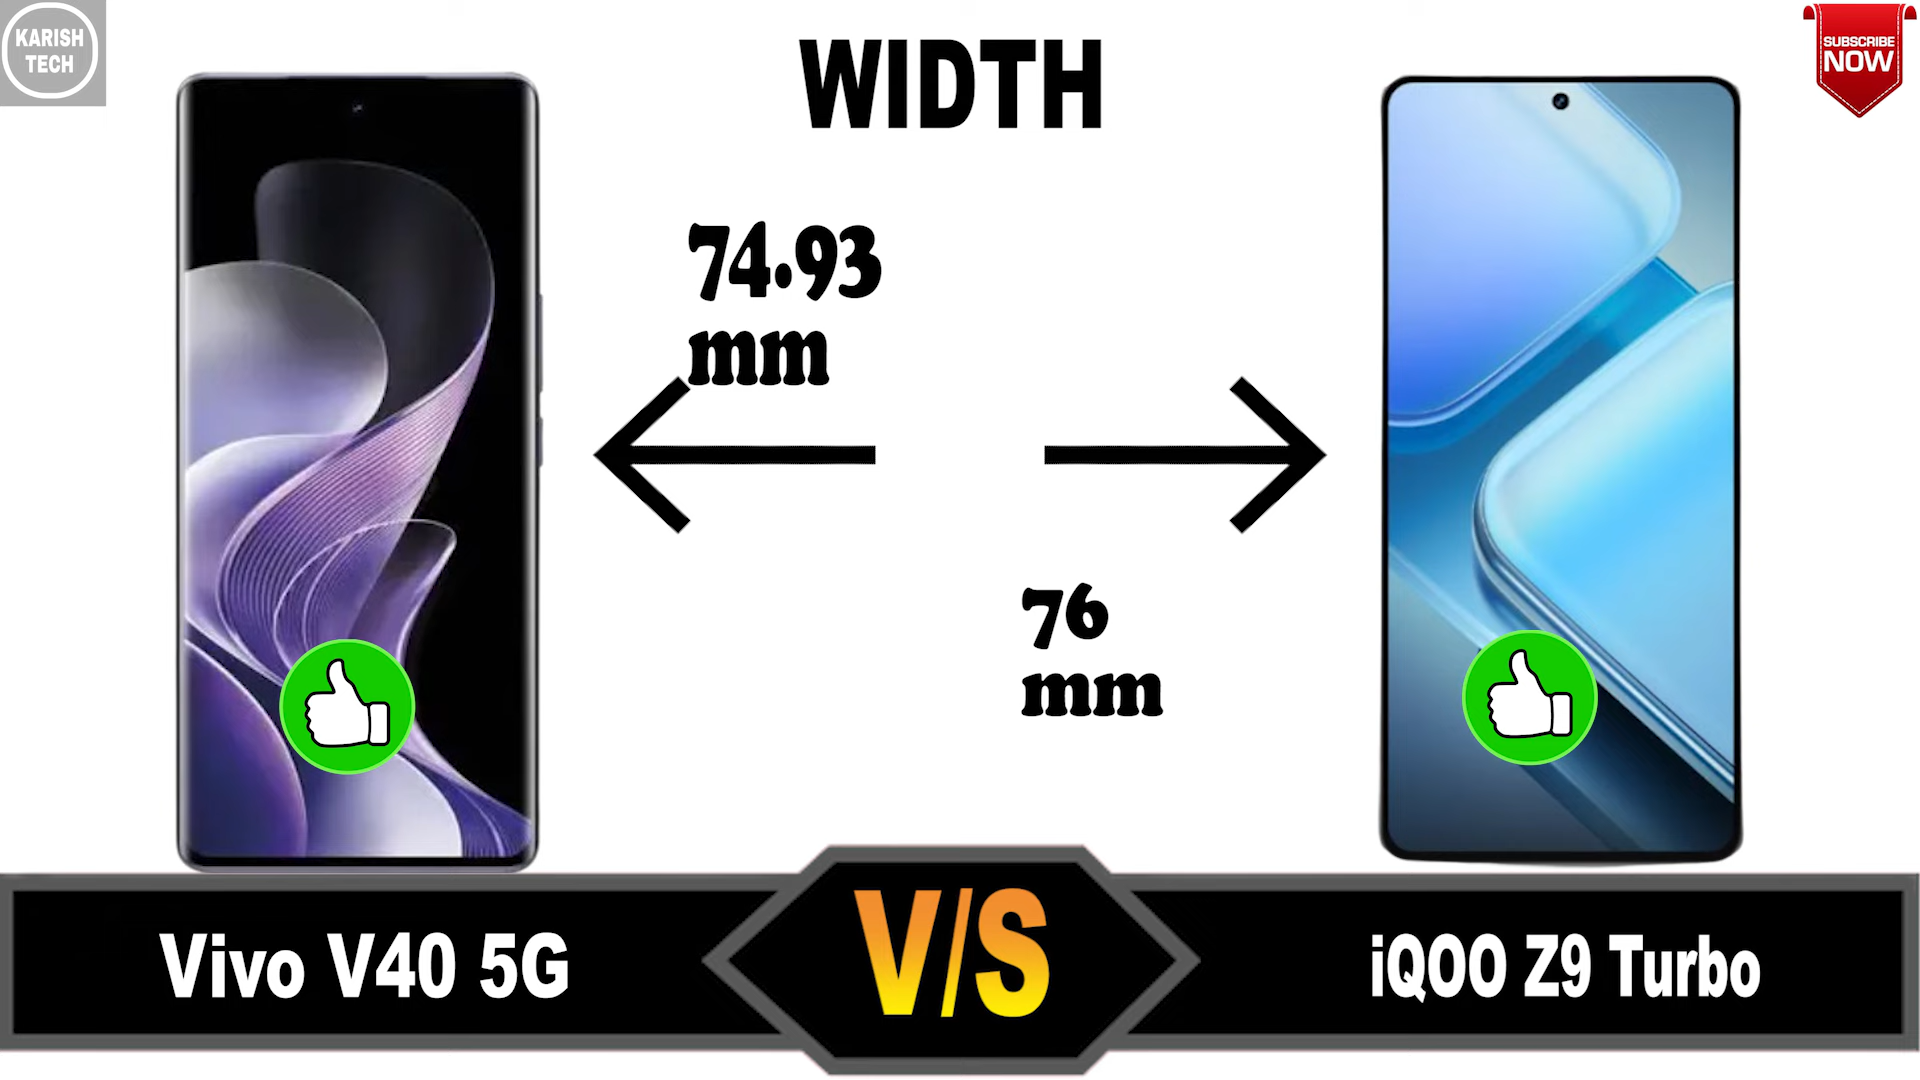 KARISH
TECH
WIDTH
SUBSCRIBE
NOW
74.93
mm
76
mm
Vivo V40 5G
V/S
iQOO Z9 Turbo